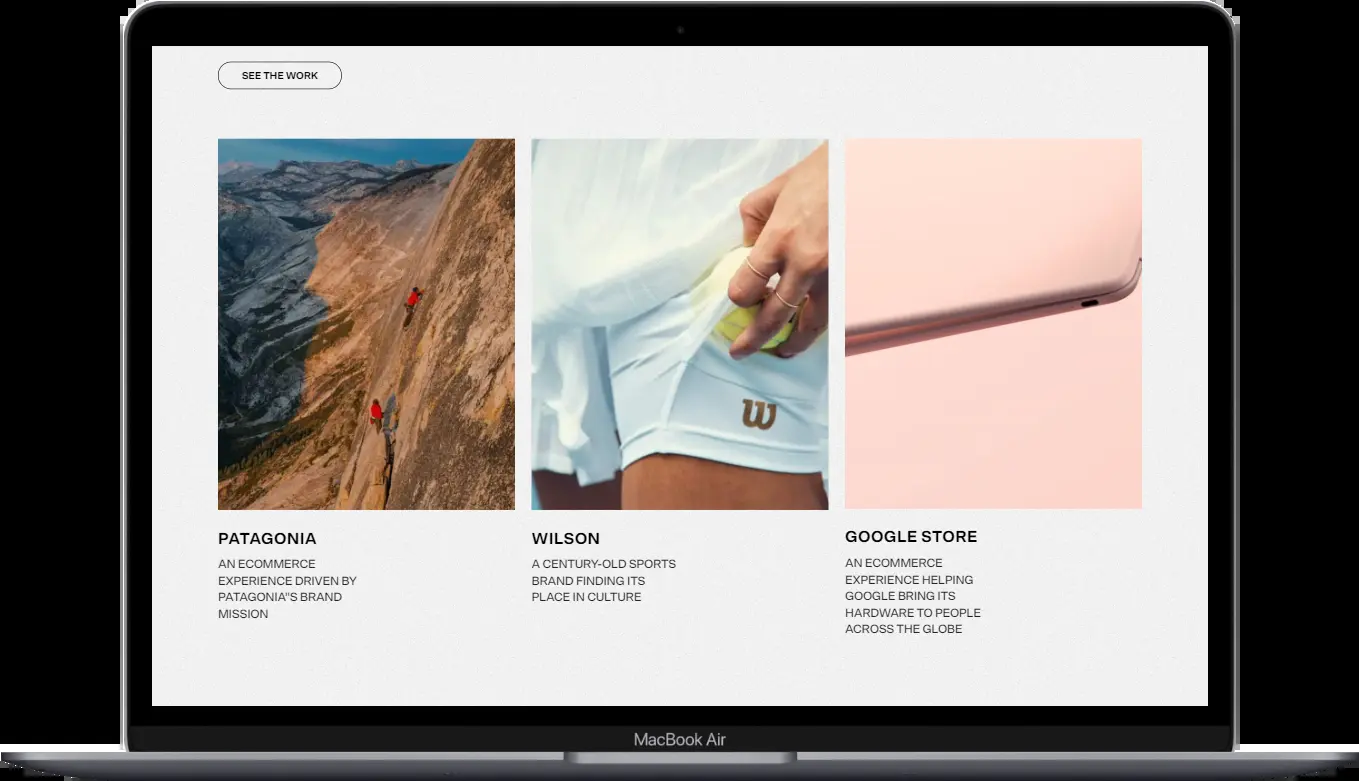 SEE THE WORK
W
PATAGONIA
AN ECOMMERCE
EXPERIENCE DRIVEN BY
PATAGONIA"S BRAND
MISSION
WILSON
A CENTURY-OLD SPORTS
BRAND FINDING ITS
PLACE IN CULTURE
GOOGLE STORE
AN ECOMMERCE
EXPERIENCE HELPING
GOOGLE BRING ITS
HARDWARE TO PEOPLE
ACROSS THE GLOBE
MacBook Air